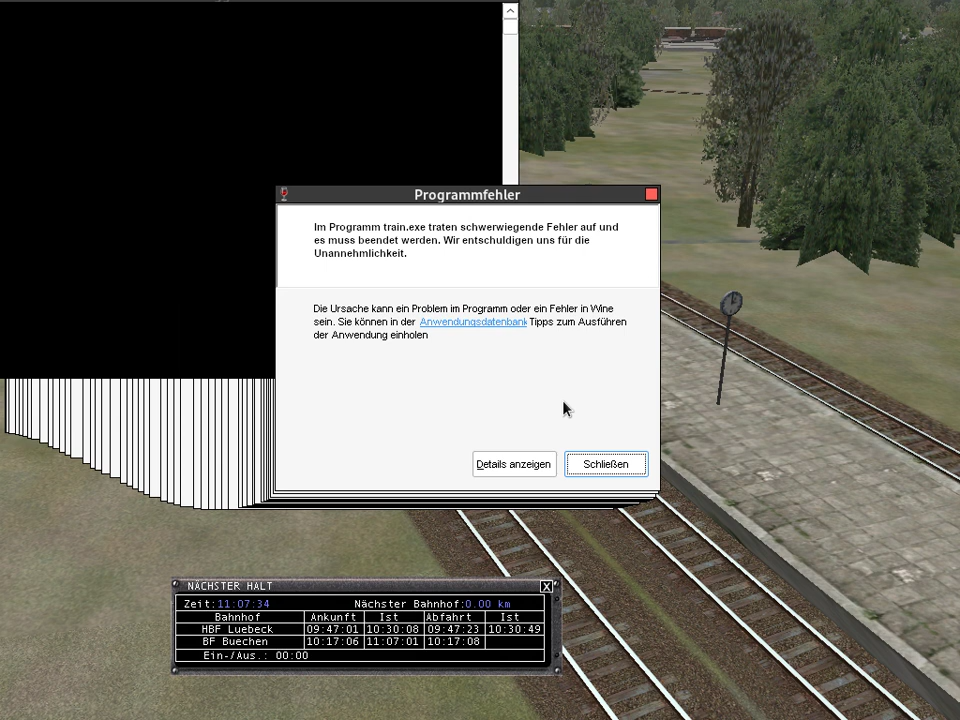 Programmfehler
Im Programm train.exe traten schwerwiegende Fehler auf und
es muss beendet werden. Wir entschuldigen uns für die
Unannehmlichkeit.
Die Ursache kann ein Problem im Programm oder ein Fehler in Wine
sein. Sie können in der Anwendungsdatenbank Tipps zum Ausführen
der Anwendung einholen
Details anzeigen Schließen
NÄCHSTER HALT X
Zeit:11:07:34 Nächster Bahnhof:0.00 km
Bahnhof Ankunft Ist Abfahrt Ist
HBF Luebeck 09:47:01 10:30:08 09:47:23 10:30:49
BF Buechen 10:17:06 11:07:01 10:17:08
Ein-/Aus.: 00:00